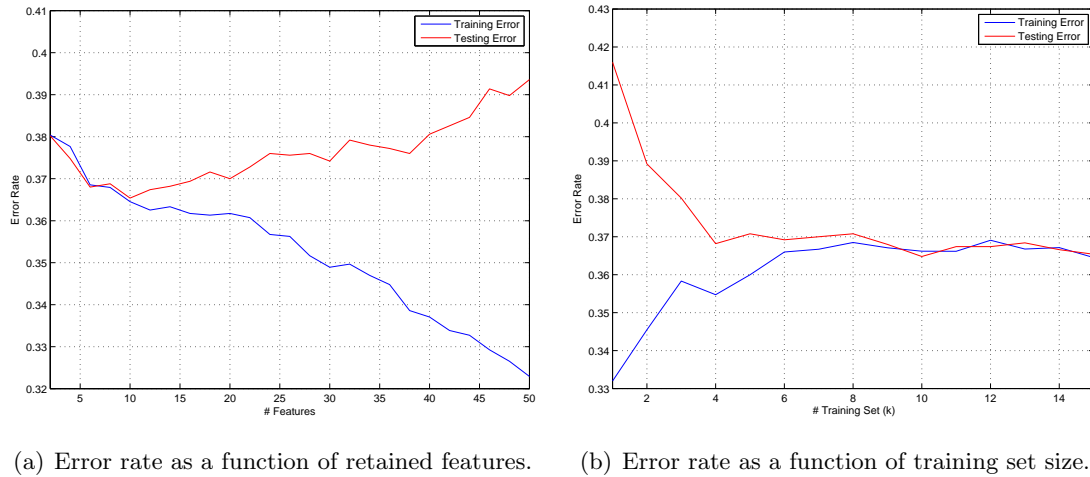 0.41
0.4
0.39
0.38
0.37
0.36
0.35
0.34
0.33
0.32
Error Rate
5 10 15 20 25 30 35 40 45 50
# Features
Training Error
Testing Error
(a) Error rate as a function of retained features.
0.43
0.42
0.41
0.4
0.39
0.38
0.37
0.36
0.35
0.34
0.33
Error Rate
2 4 6 8 10 12 14
# Training Set (k)
Training Error
Testing Error
(b) Error rate as a function of training set size.